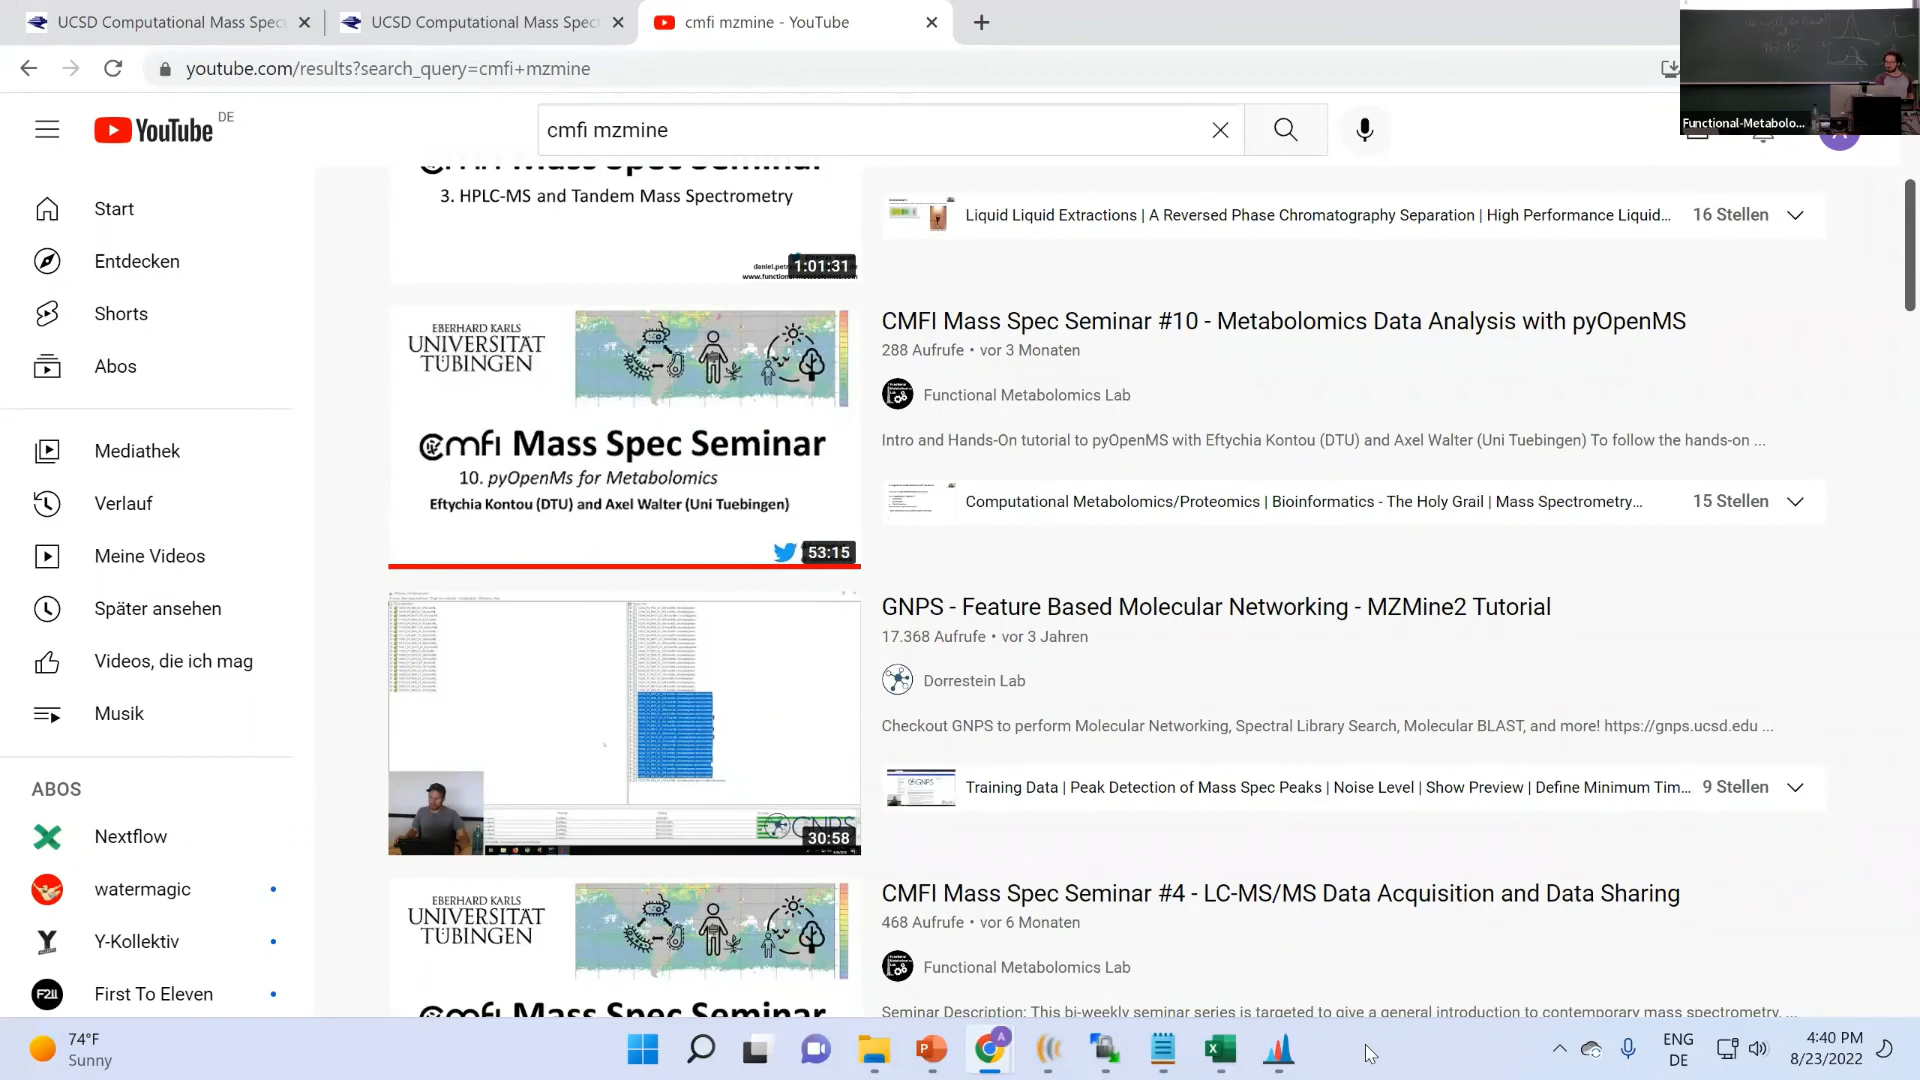 UCSD Computational Mass Spec
UCSD Computational Mass Spec
cmfi mzmine - YouTube
youtube.com/results?search_query=cmfi+mzmine
Functional-Metabolo...
YouTube DE
cmfi mzmine
Start
Entdecken
Shorts
Abos
Mediathek
Verlauf
Meine Videos
Später ansehen
Videos, die ich mag
Musik
ABOS
Nextflow
watermagic
Y-Kollektiv
First To Eleven
cmfi Mass Spec Seminar
3. HPLC-MS and Tandem Mass Spectrometry
1:01:31
Liquid Liquid Extractions | A Reversed Phase Chromatography Separation | High Performance Liquid... 16 Stellen
EBERHARD KARLS
UNIVERSITÄT
TÜBINGEN
cmfi Mass Spec Seminar
10. pyOpenMs for Metabolomics
Eftychia Kontou (DTU) and Axel Walter (Uni Tuebingen)
53:15
CMFI Mass Spec Seminar #10 - Metabolomics Data Analysis with pyOpenMS
288 Aufrufe • vor 3 Monaten
Functional Metabolomics Lab
Intro and Hands-On tutorial to pyOpenMS with Eftychia Kontou (DTU) and Axel Walter (Uni Tuebingen) To follow the hands-on ...
Computational Metabolomics/Proteomics | Bioinformatics - The Holy Grail | Mass Spectrometry... 15 Stellen
GNPS
30:58
GNPS - Feature Based Molecular Networking - MZMine2 Tutorial
17.368 Aufrufe • vor 3 Jahren
Dorrestein Lab
Checkout GNPS to perform Molecular Networking, Spectral Library Search, Molecular BLAST, and more! https://gnps.ucsd.edu ...
Training Data | Peak Detection of Mass Spec Peaks | Noise Level | Show Preview | Define Minimum Tim... 9 Stellen
EBERHARD KARLS
UNIVERSITÄT
TÜBINGEN
cmfi Mass Spec Seminar
CMFI Mass Spec Seminar #4 - LC-MS/MS Data Acquisition and Data Sharing
468 Aufrufe • vor 6 Monaten
Functional Metabolomics Lab
Seminar Description: This bi-weekly seminar series is targeted to give a general introduction to contemporary mass spectrometry, ...
74°F
Sunny
ENG
DE
4:40 PM
8/23/2022